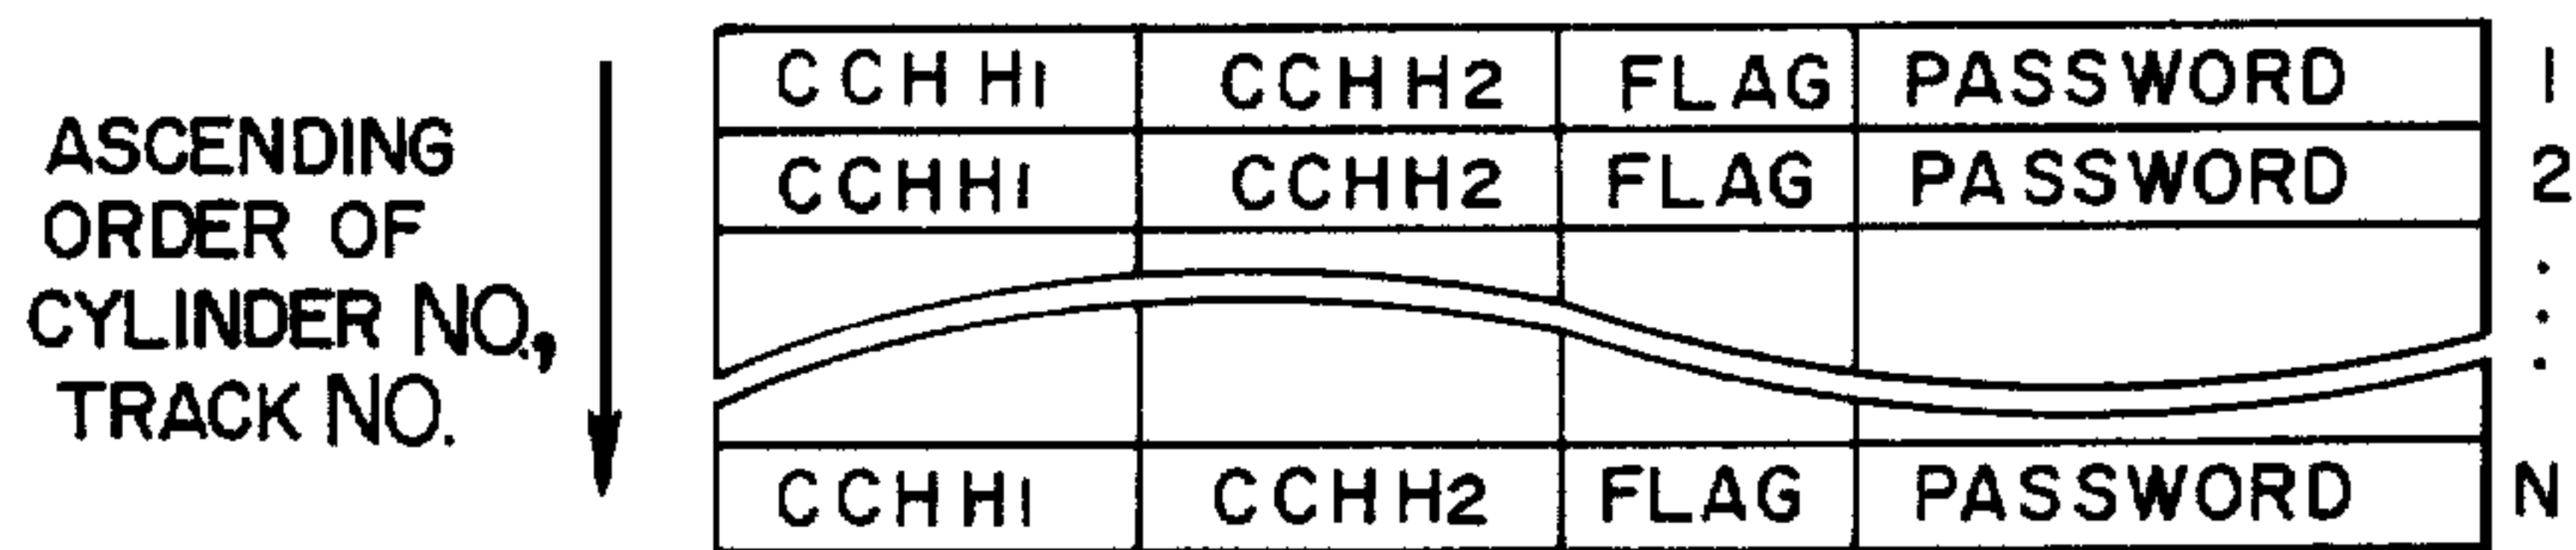 ASCENDING
ORDER OF
CYLINDER NO.,
TRACK NO.
CCHH1 CCHH2 FLAG PASSWORD 1
CCHH1 CCHH2 FLAG PASSWORD 2
CCHH1 CCHH2 FLAG PASSWORD N